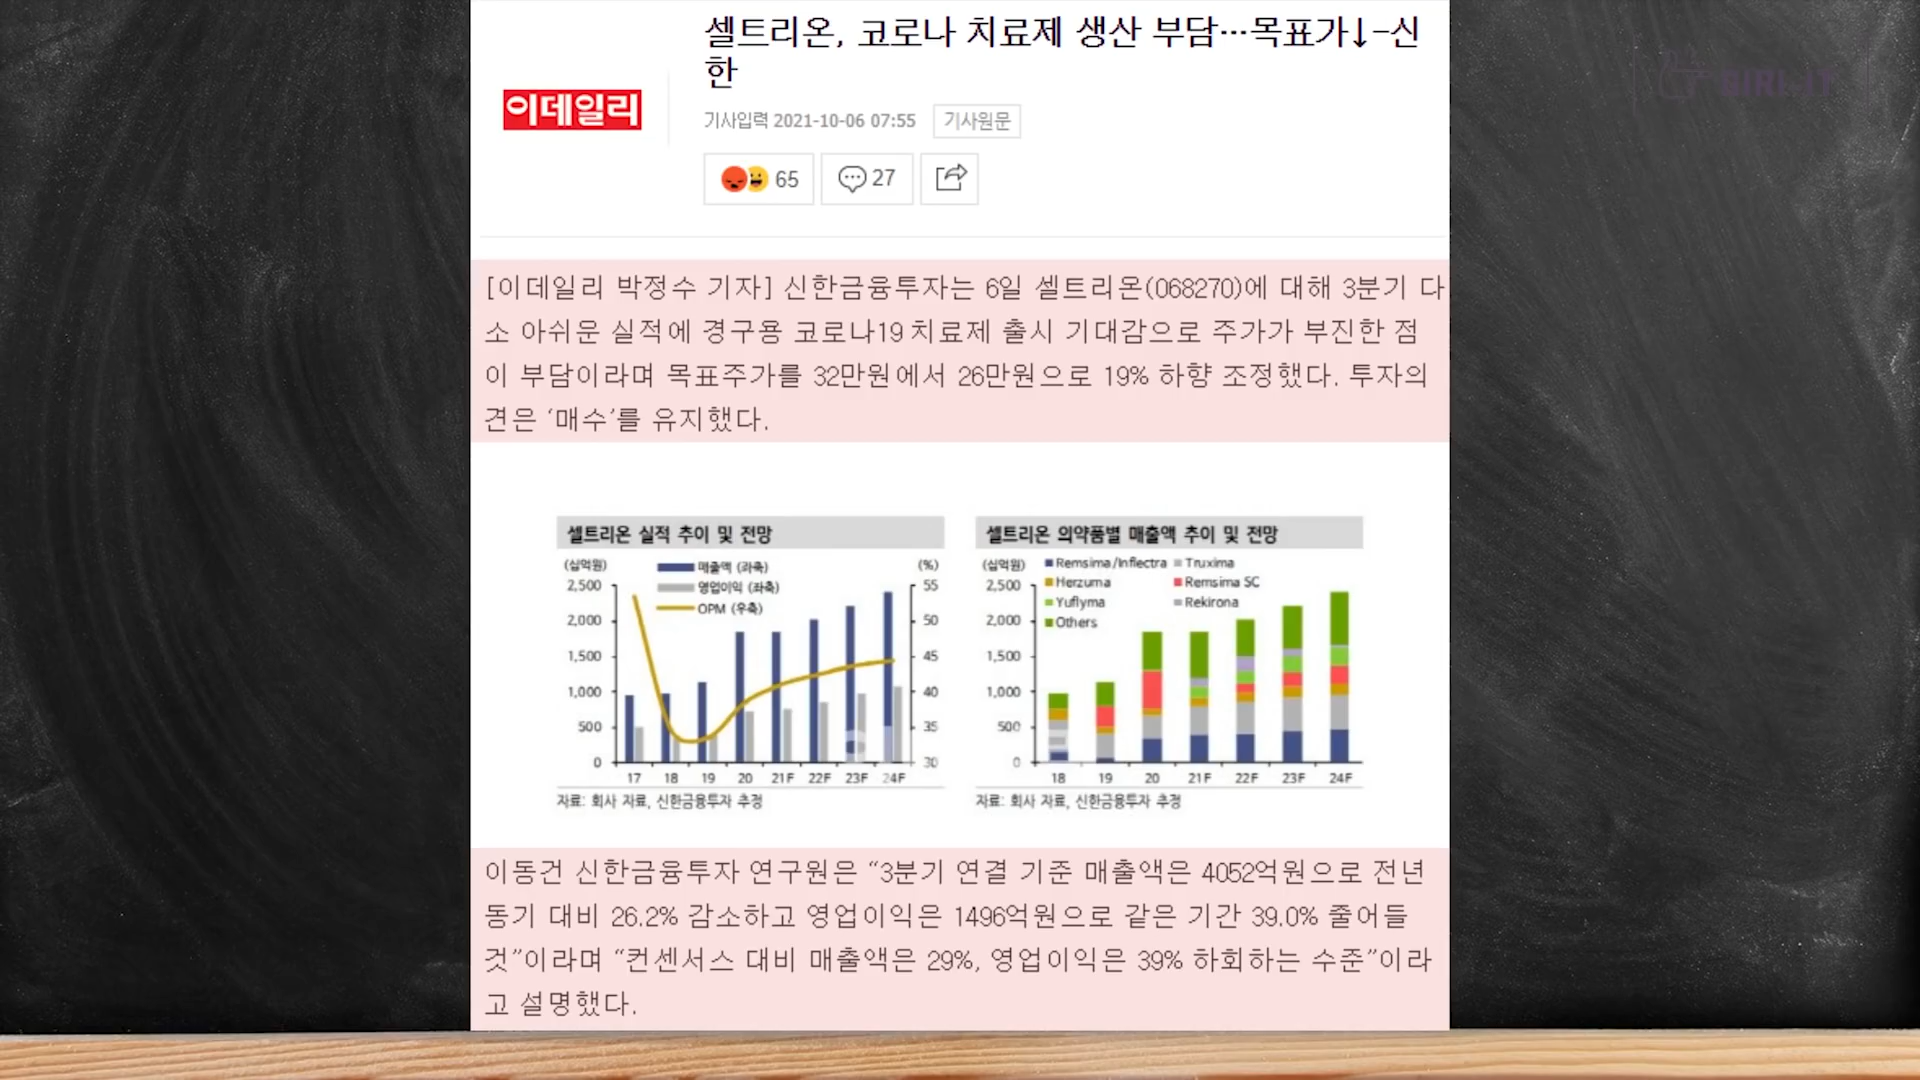 셀트리온, 코로나 치료제 생산 부담…목표가↓-신
한
이데일리
기사입력 2021-10-06 07:55 기사원문
65 27
[이데일리 박정수 기자] 신한금융투자는 6일 셀트리온(068270)에 대해 3분기 다
소 아쉬운 실적에 경구용 코로나19 치료제 출시 기대감으로 주가가 부진한 점
이 부담이라며 목표주가를 32만원에서 26만원으로 19% 하향 조정했다. 투자의
견은 ‘매수’를 유지했다.
셀트리온 실적 추이 및 전망
(십억원) 매출액 (좌축) (%)
영업이익 (좌축)
OPM (우축)
2,500 55
2,000 50
1,500 45
1,000 40
500 35
0 30
17 18 19 20 21F 22F 23F 24F
자료: 회사 자료, 신한금융투자 추정
셀트리온 의약품별 매출액 추이 및 전망
(십억원) Remsima/Inflectra Truxima
Herzuma Remsima SC
Yuflyma Rekirona
Others
2,500
2,000
1,500
1,000
500
0
18 19 20 21F 22F 23F 24F
자료: 회사 자료, 신한금융투자 추정
이동건 신한금융투자 연구원은 “3분기 연결 기준 매출액은 4052억원으로 전년
동기 대비 26.2% 감소하고 영업이익은 1496억원으로 같은 기간 39.0% 줄어들
것”이라며 “컨센서스 대비 매출액은 29%, 영업이익은 39% 하회하는 수준”이라
고 설명했다.